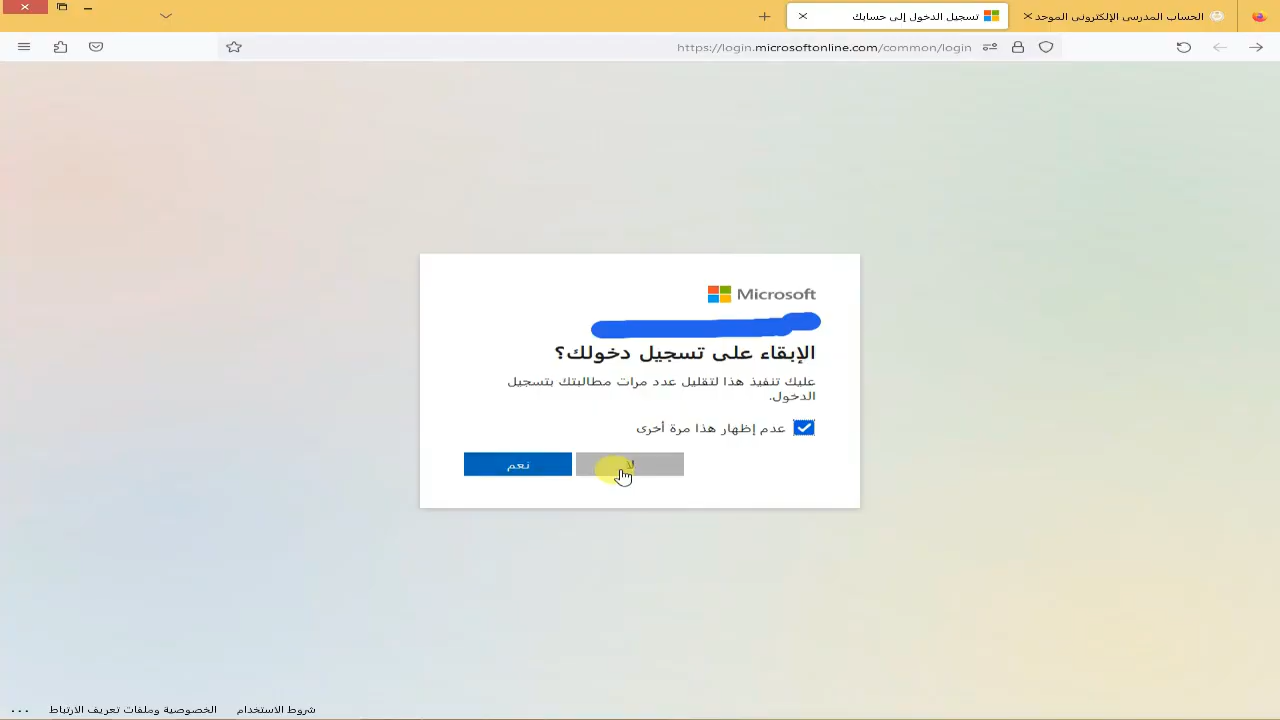 الحساب المدرسي الإلكتروني الموحد
تسجيل الدخول إلى حسابك
https://login.microsoftonline.com/common/login
Microsoft
الإبقاء على تسجيل دخولك؟
عليك تنفيذ هذا لتقليل عدد مرات مطالبتك بتسجيل
الدخول.
عدم إظهار هذا مرة أخرى
لا
نعم
شروط الاستخدام
الخصوصية وملفات تعريف الارتباط
...